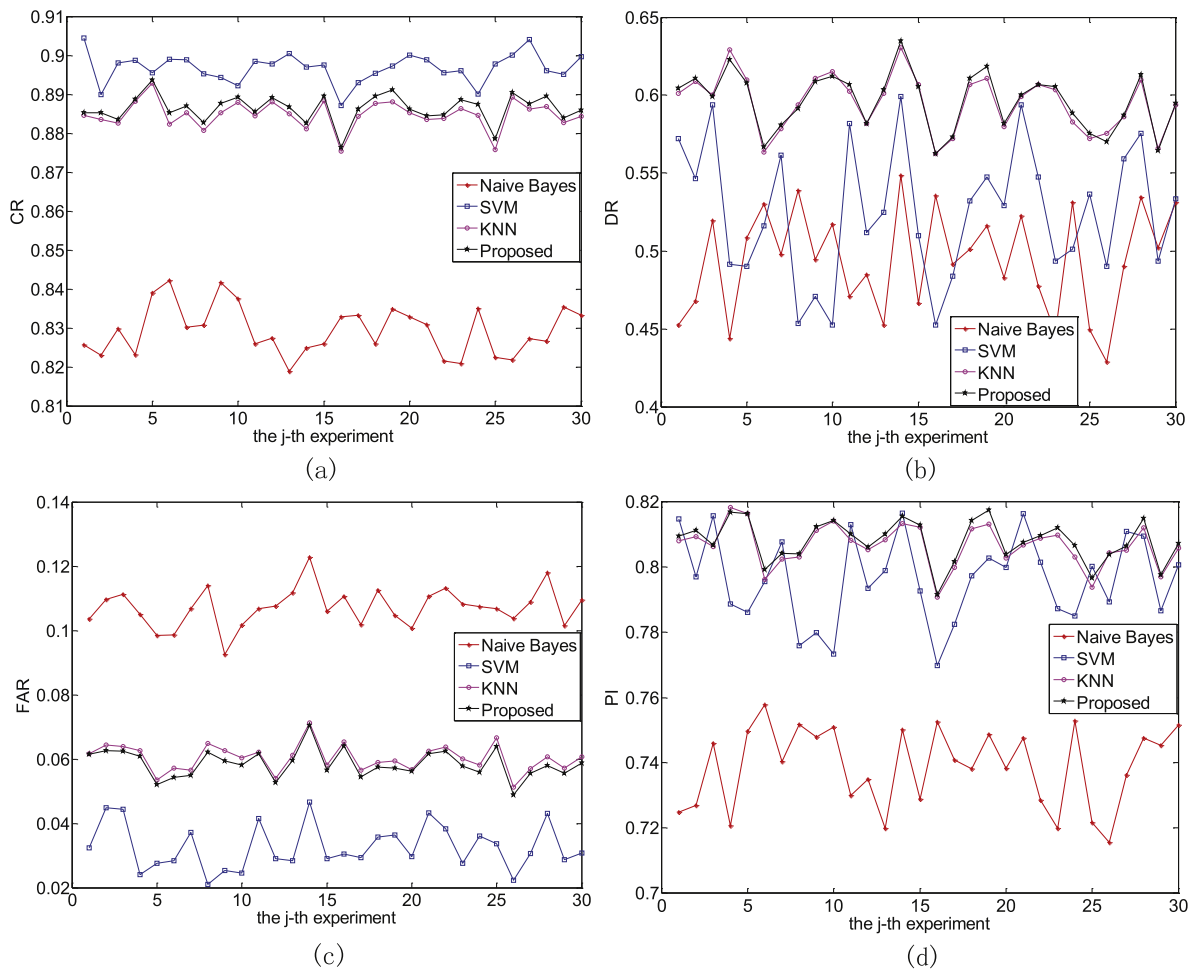 0.91
0.9
0.89
0.88
0.87
0.86
0.85
0.84
0.83
0.82
0.81
CR
Naive Bayes
SVM
KNN
Proposed
0 5 10 15 20 25 30
the j-th experiment
(a)
0.65
0.6
0.55
0.5
0.45
0.4
DR
Naive Bayes
SVM
KNN
Proposed
0 5 10 15 20 25 30
the j-th experiment
(b)
0.14
0.12
0.1
0.08
0.06
0.04
0.02
FAR
Naive Bayes
SVM
KNN
Proposed
0 5 10 15 20 25 30
the j-th experiment
(c)
0.82
0.8
0.78
0.76
0.74
0.72
0.7
PI
Naive Bayes
SVM
KNN
Proposed
0 5 10 15 20 25 30
the j-th experiment
(d)